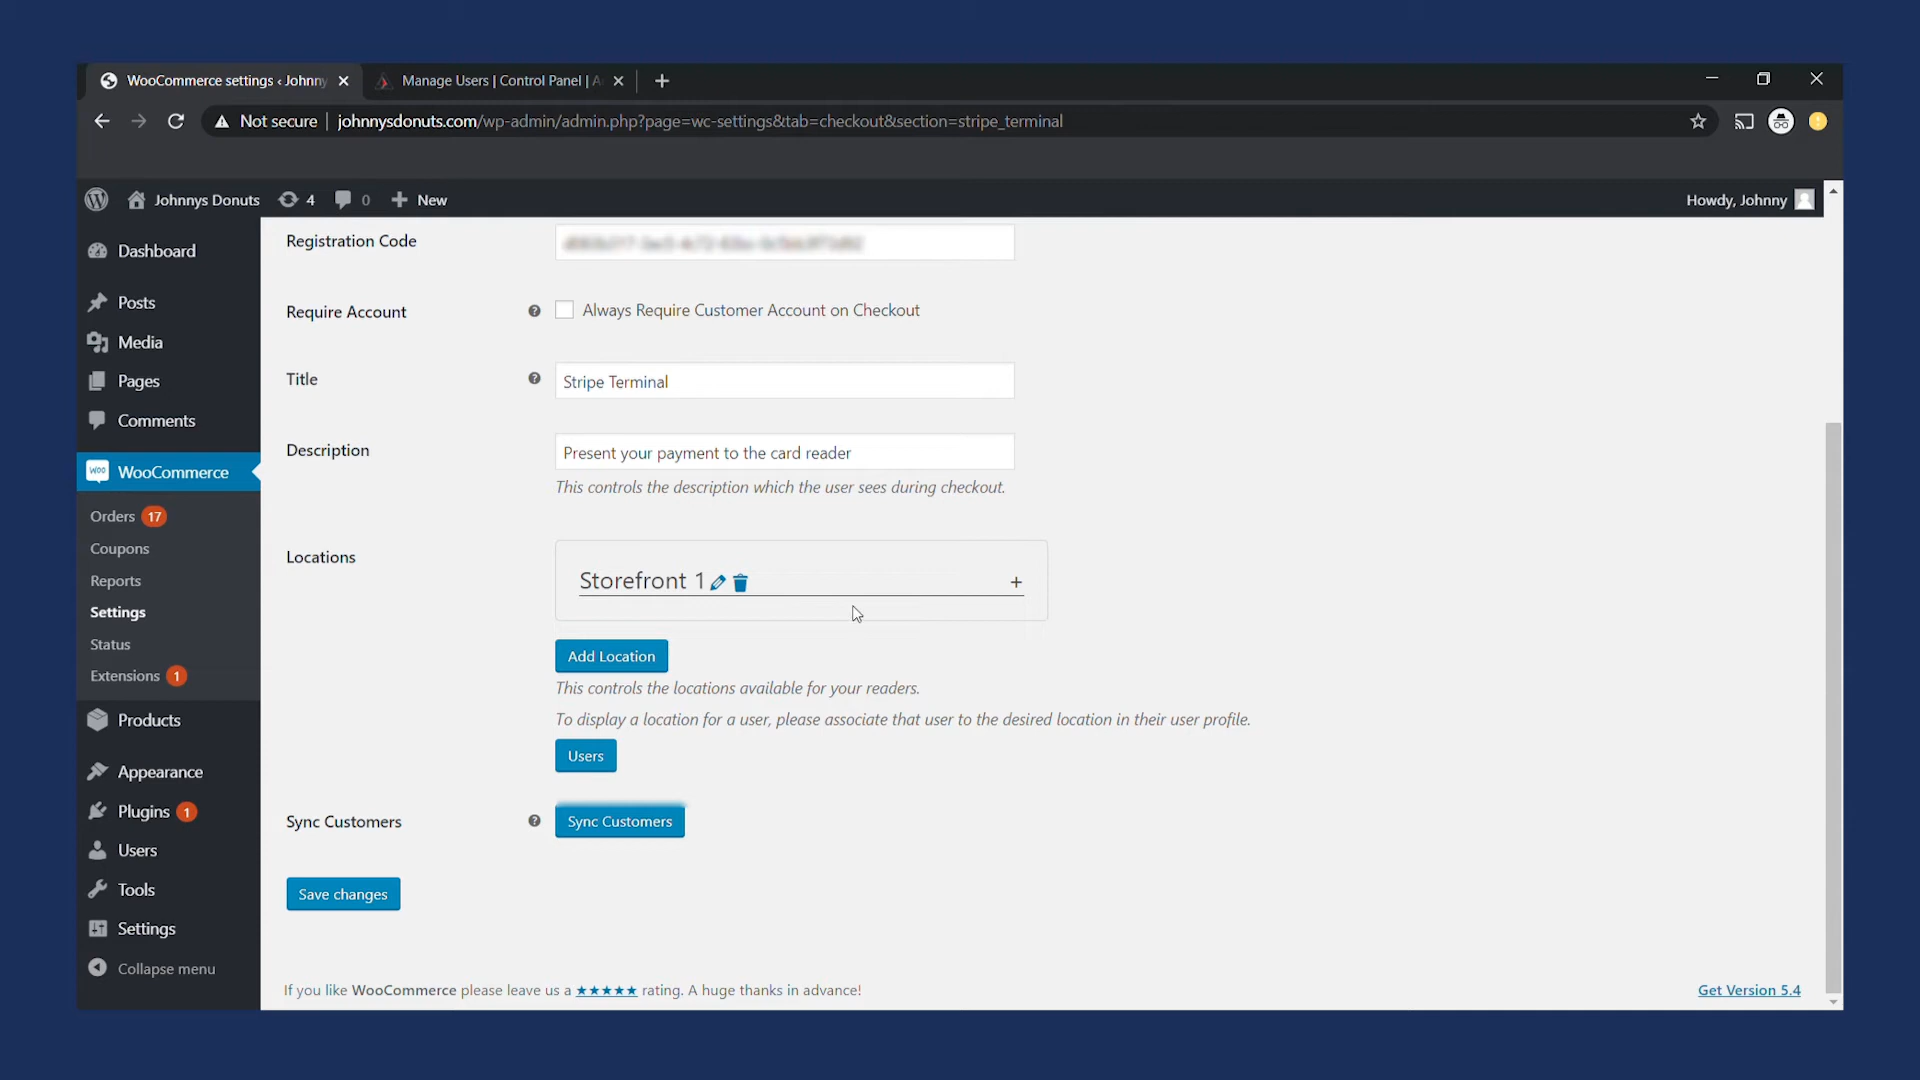 WooCommerce settings ‹ Johnny
Manage Users | Control Panel | A
Not secure | johnnysdonuts.com/wp-admin/admin.php?page=wc-settings&tab=checkout&section=stripe_terminal
Johnnys Donuts 4 0 New Howdy, Johnny
Dashboard
Posts
Media
Pages
Comments
WooCommerce
Orders 17
Coupons
Reports
Settings
Status
Extensions 1
Products
Appearance
Plugins 1
Users
Tools
Settings
Collapse menu
Registration Code
Require Account Always Require Customer Account on Checkout
Title Stripe Terminal
Description Present your payment to the card reader
This controls the description which the user sees during checkout.
Locations
Storefront 1 +
Add Location
This controls the locations available for your readers.
To display a location for a user, please associate that user to the desired location in their user profile.
Users
Sync Customers Sync Customers
Save changes
If you like WooCommerce please leave us a ★★★★★ rating. A huge thanks in advance! Get Version 5.4